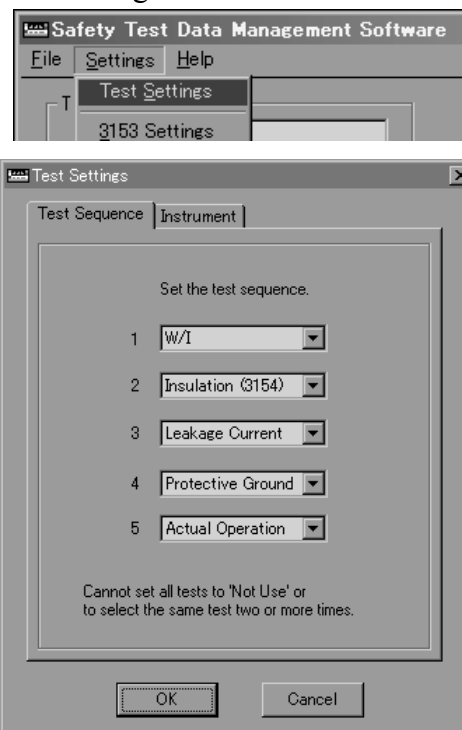 Safety Test Data Management Software
File Settings Help
Test Settings
T
3153 Settings
Test Settings
Test Sequence Instrument
Set the test sequence.
1 W/I
2 Insulation (3154)
3 Leakage Current
4 Protective Ground
5 Actual Operation
Cannot set all tests to 'Not Use' or
to select the same test two or more times.
OK Cancel